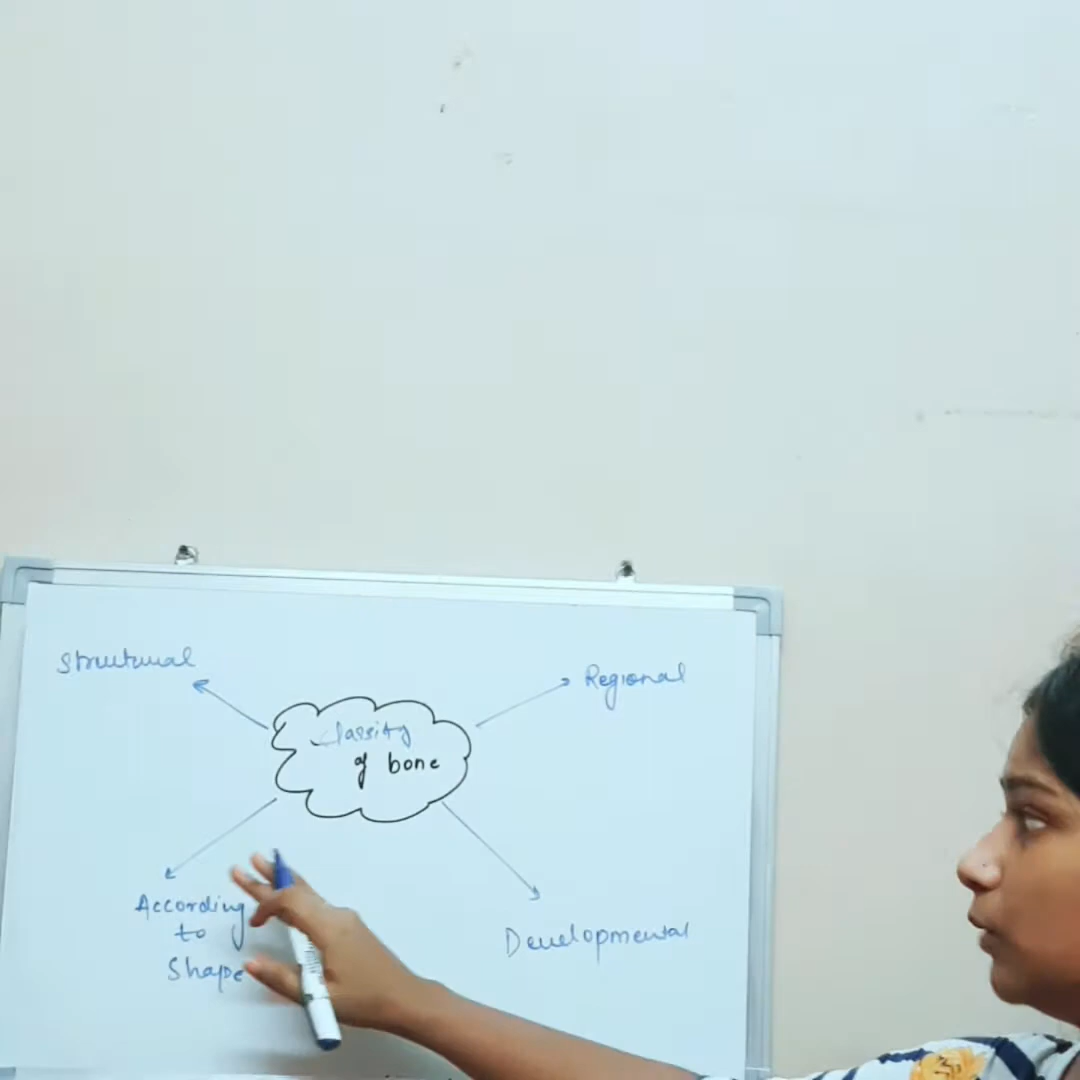 Structural
Regional
Classify
of bone
According
to
Shape
Developmental